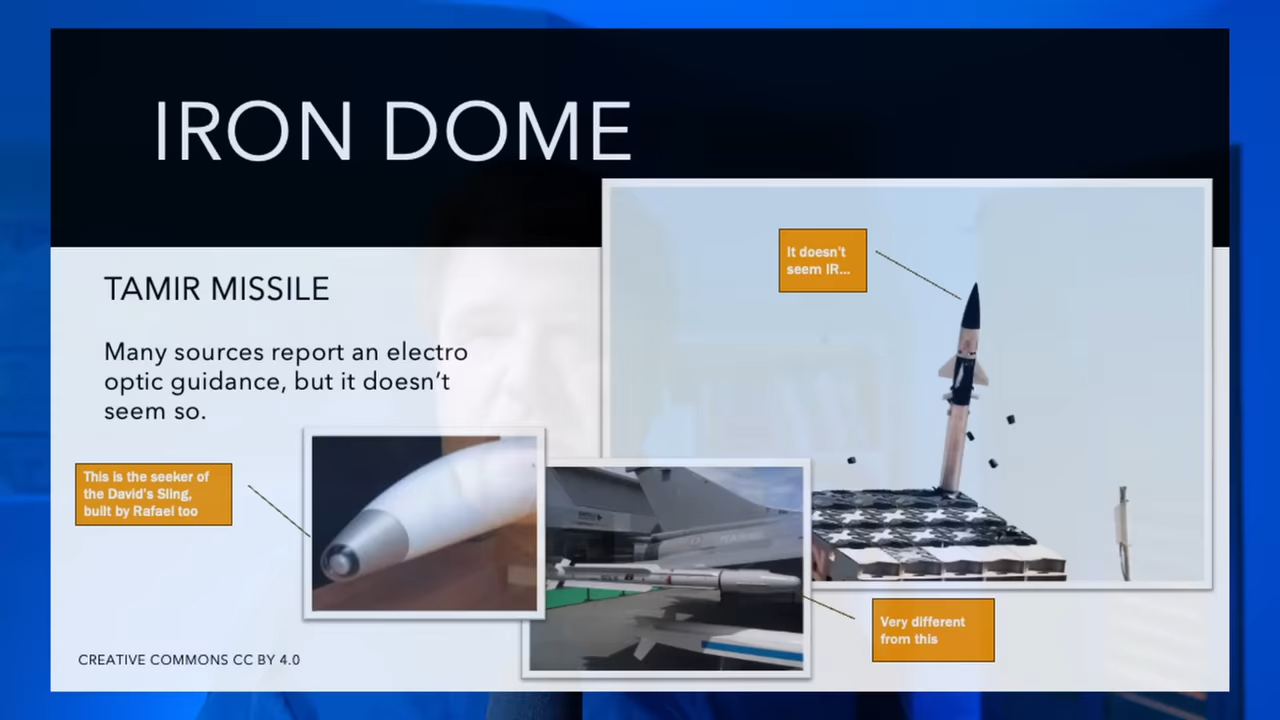 IRON DOME
TAMIR MISSILE
Many sources report an electro
optic guidance, but it doesn't
seem so.
It doesn't
seem IR...
This is the seeker of
the David's Sling,
built by Rafael too
Very different
from this
CREATIVE COMMONS CC BY 4.0